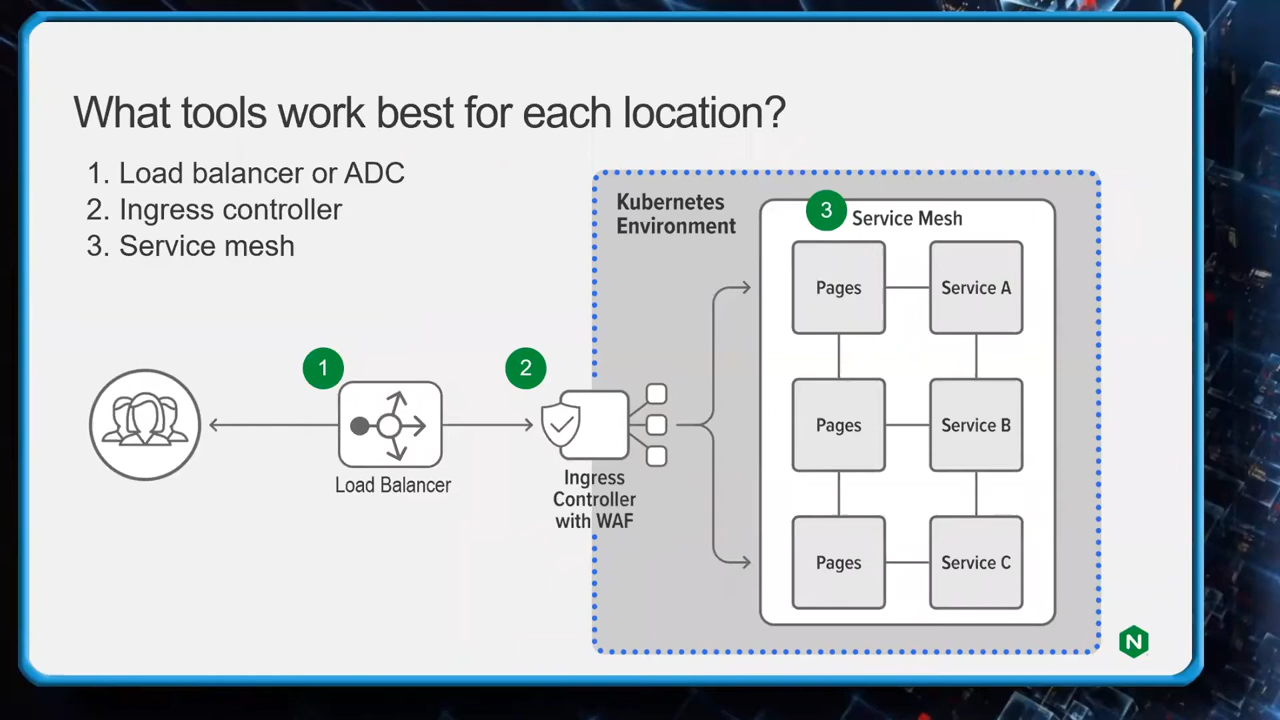 What tools work best for each location?
1. Load balancer or ADC
2. Ingress controller
3. Service mesh
Kubernetes
Environment
3
Service Mesh
Pages
Service A
1
2
Pages
Service B
Load Balancer
Ingress
Controller
with WAF
Pages
Service C
N